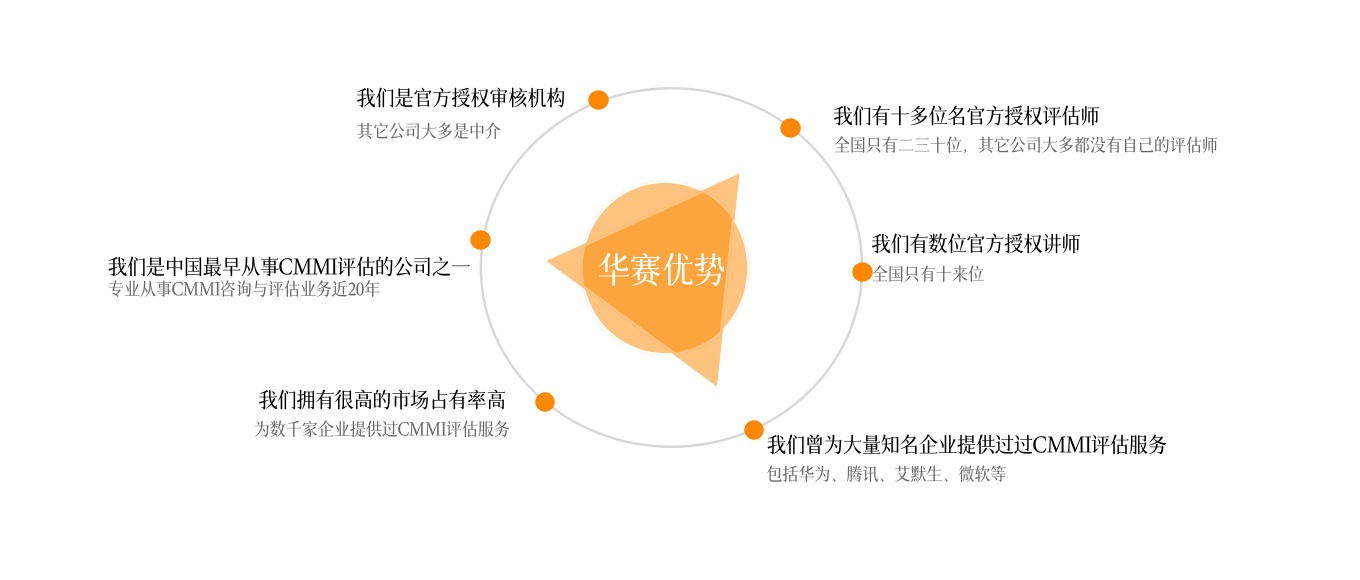 我们是官方授权审核机构
其它公司大多是中介
我们有十多位名官方授权评估师
全国只有二三十位，其它公司大多都没有自己的评估师
我们是中国最早从事CMMI评估的公司之一
专业从事CMMI咨询与评估业务近20年
华赛优势
我们有数位官方授权讲师
全国只有十来位
我们拥有很高的市场占有率高
为数千家企业提供过CMMI评估服务
我们曾为大量知名企业提供过过CMMI评估服务
包括华为、腾讯、艾默生、微软等